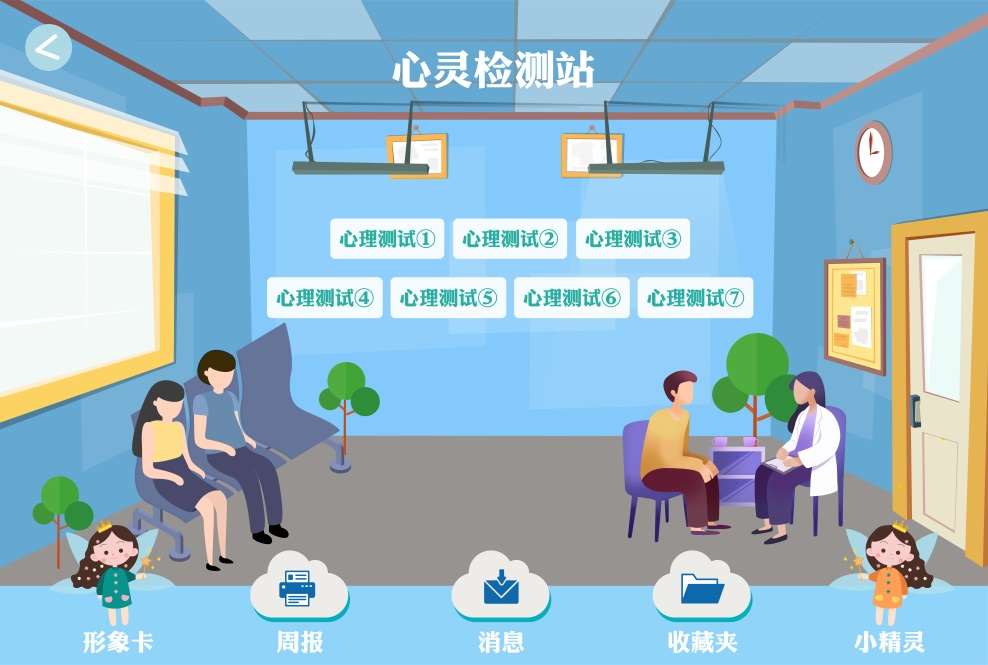 心灵检测站
心理测试① 心理测试② 心理测试③
心理测试④ 心理测试⑤ 心理测试⑥ 心理测试⑦
形象卡 周报 消息 收藏夹 小精灵